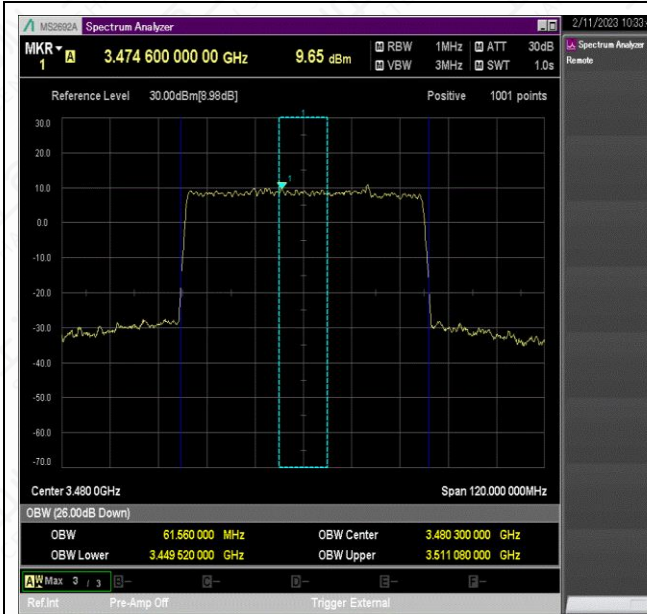 MS2692A Spectrum Analyzer 2/11/2023 10:33
MKR 1 A 3.474 600 000 00 GHz 9.65 dBm M RBW 1MHz M ATT 30dB
M VBW 3MHz M SWT 1.0s
Spectrum Analyzer
Remote
Reference Level 30.00dBm[8.98dB] Positive 1001 points
30.0
20.0
1
10.0
0.0
-10.0
-20.0
-30.0
-40.0
-50.0
-60.0
-70.0
Center 3.480 0GHz Span 120.000 000MHz
OBW (26.00dB Down)
OBW 61.560 000 MHz OBW Center 3.480 300 000 GHz
OBW Lower 3.449 520 000 GHz OBW Upper 3.511 080 000 GHz
A W Max 3 / 3 B- C- D- E- F-
Ref.Int Pre-Amp Off Trigger External